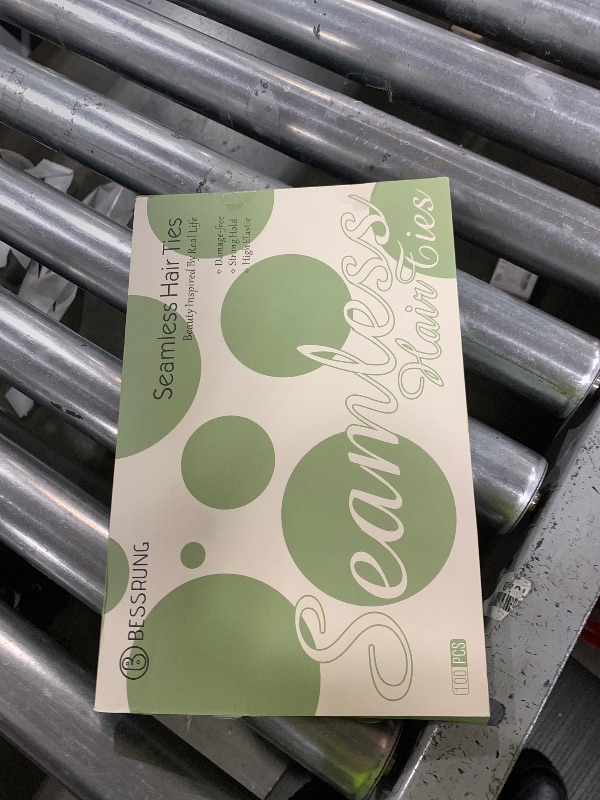 BESSRUNG
Seamless Hair Ties
Beauty Inspired By Real Life
Damage-free
Strong Hold
High Elastic
Seamless
Hair Ties
100 PCS